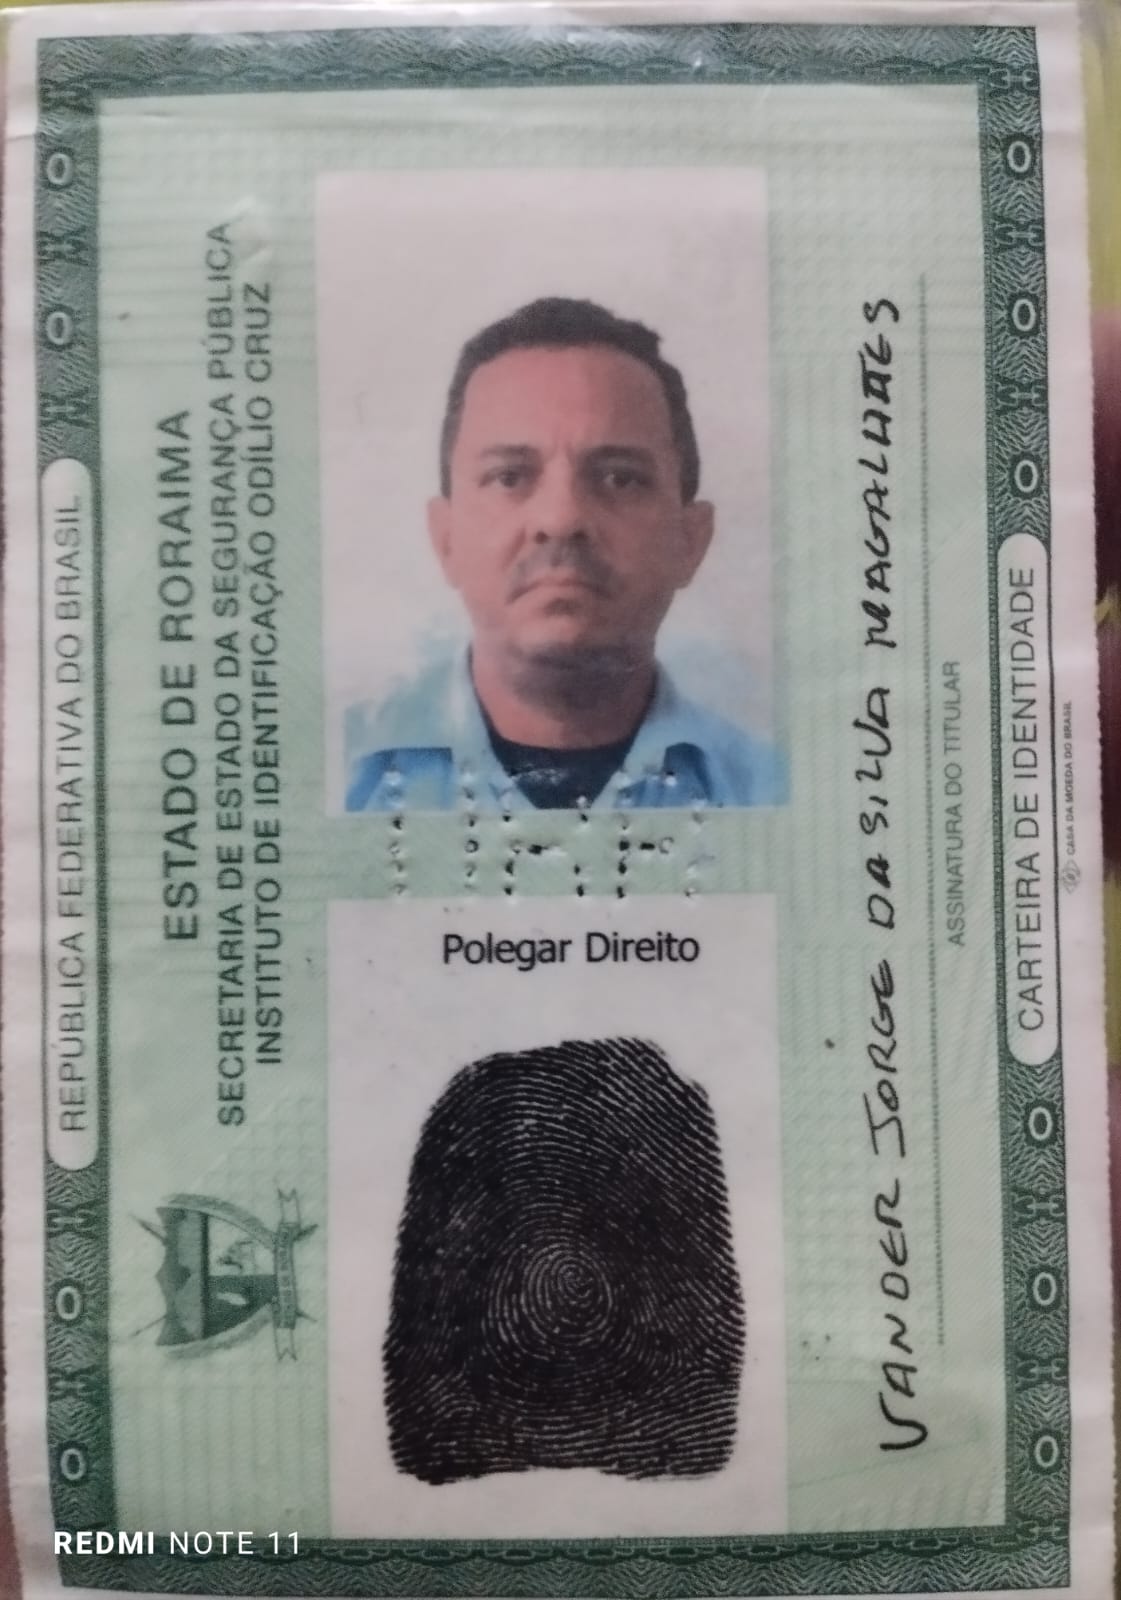 REPÚBLICA FEDERATIVA DO BRASIL
ESTADO DE RORAIMA
SECRETARIA DE ESTADO DA SEGURANÇA PÚBLICA
INSTITUTO DE IDENTIFICAÇÃO ODÍLIO CRUZ
Polegar Direito
VANDER JORGE DA SILVA MAGALHÃES
ASSINATURA DO TITULAR
CARTEIRA DE IDENTIDADE
CASA DA MOEDA DO BRASIL
REDMI NOTE 11